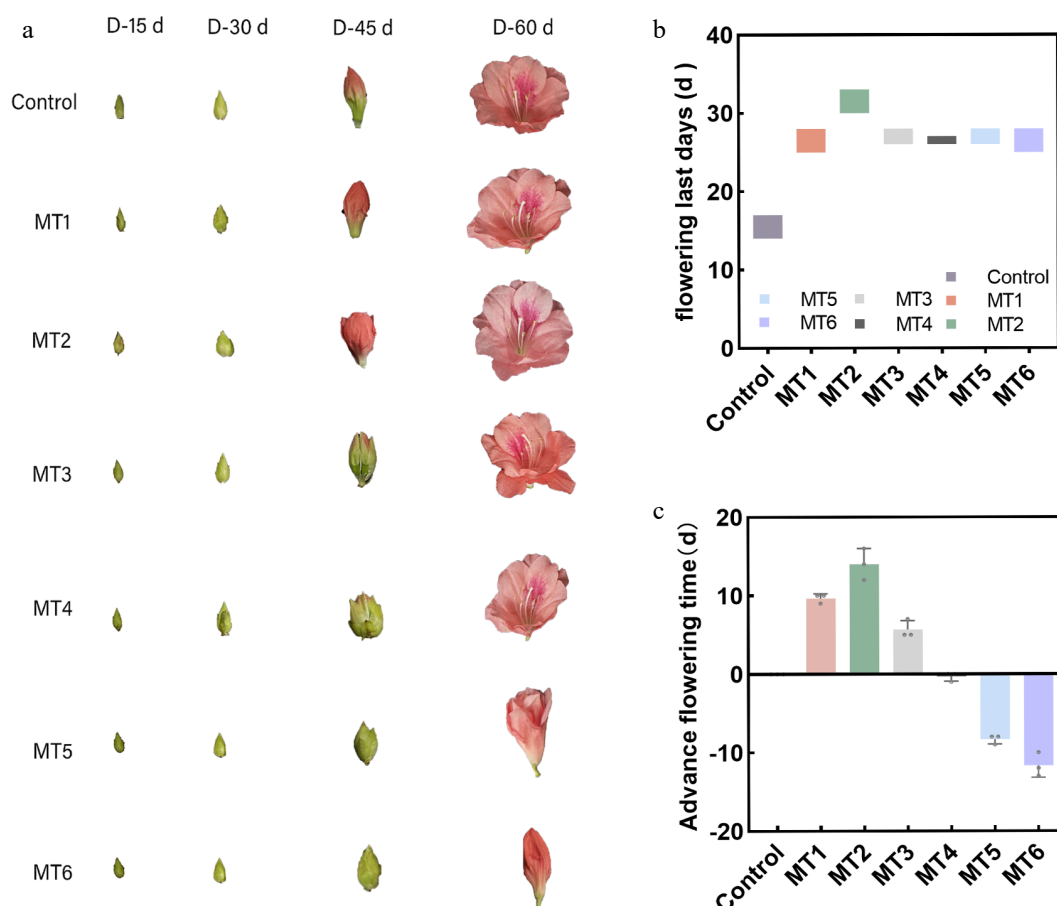 a
D-15 d D-30 d D-45 d D-60 d
Control
MT1
MT2
MT3
MT4
MT5
MT6
b
flowering last days (d)
40
30
20
10
0
Control
MT5 MT3 MT1
MT6 MT4 MT2
Control MT1 MT2 MT3 MT4 MT5 MT6
c
Advance flowering time(d)
20
10
0
-10
-20
Control MT1 MT2 MT3 MT4 MT5 MT6